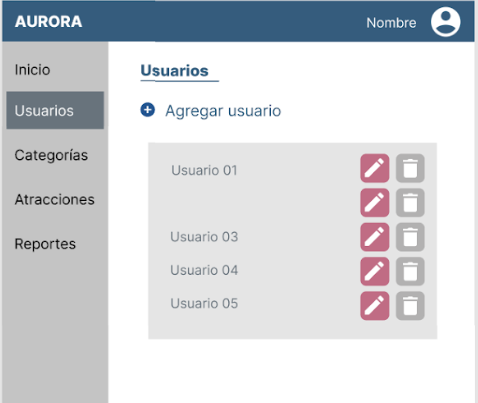 AURORA
Nombre
Inicio
Usuarios
Categorías
Atracciones
Reportes
Usuarios
Agregar usuario
Usuario 01
Usuario 03
Usuario 04
Usuario 05